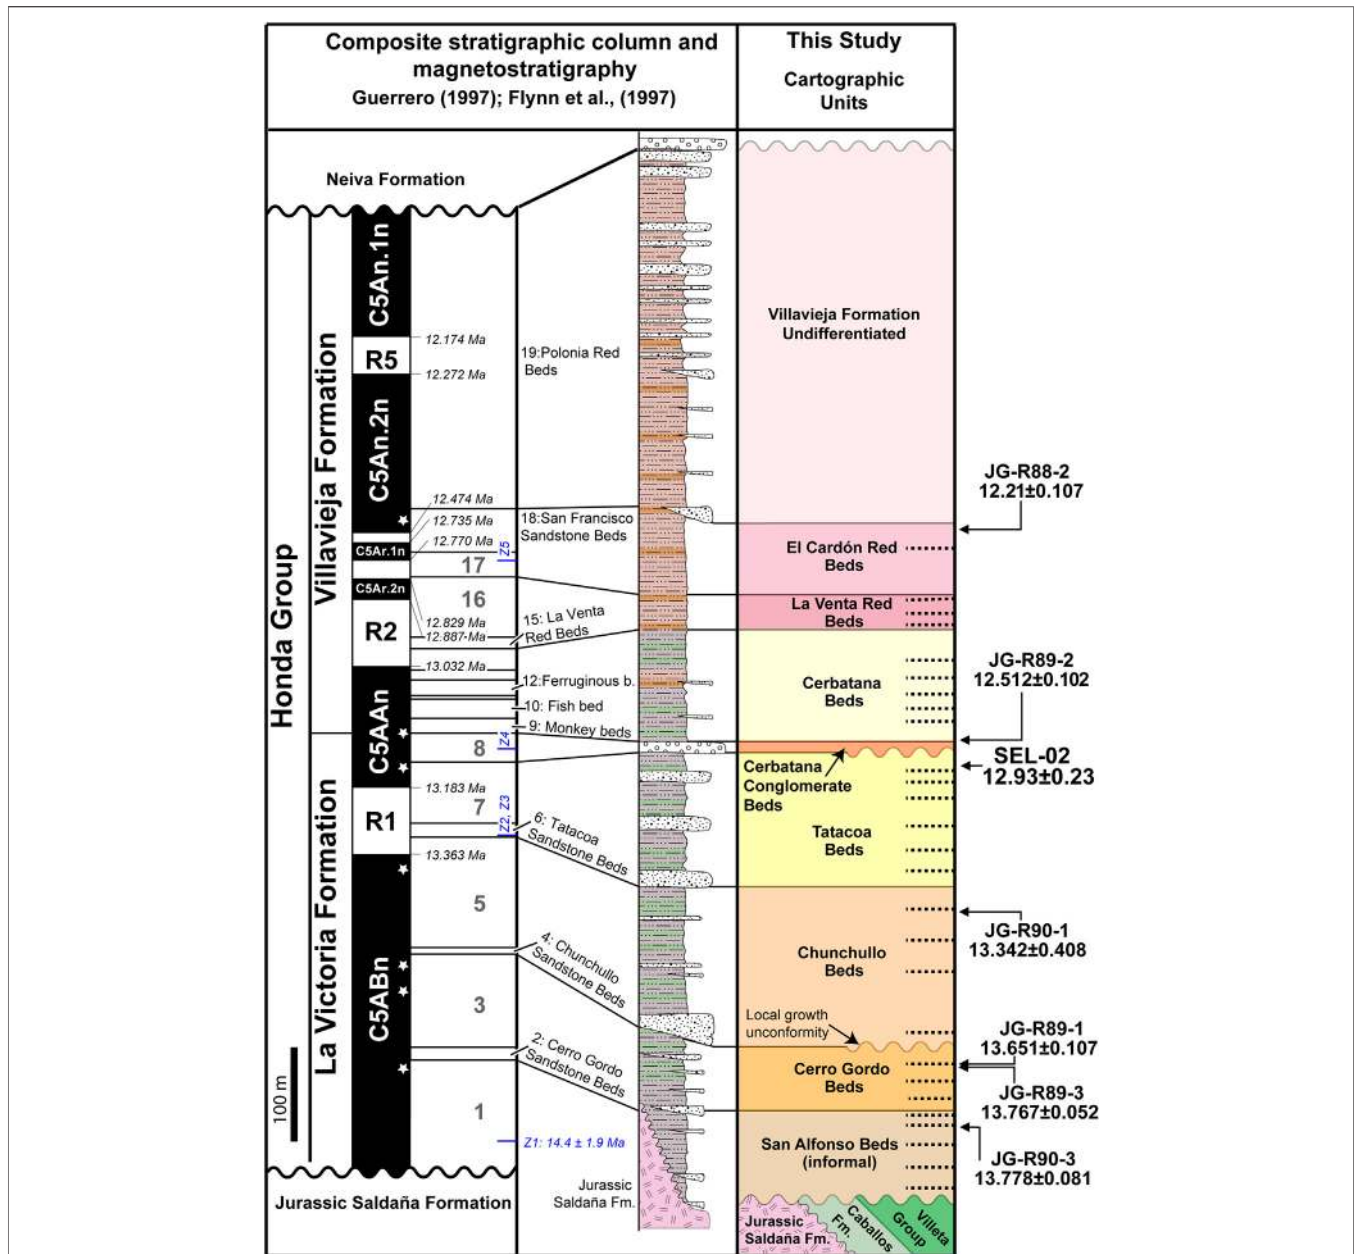 Composite stratigraphic column and
magnetostratigraphy
Guerrero (1997); Flynn et al., (1997)
This Study
Cartographic
Units
Neiva Formation
Honda Group
Villavieja Formation
La Victoria Formation
C5An.1n
12.174 Ma
R5
12.272 Ma
C5An.2n
12.474 Ma
12.735 Ma
12.770 Ma
C5Ar.1n
Z5
17
C5Ar.2n
16
12.829 Ma
12.887 Ma
R2
13.032 Ma
C5AAn
Z4
8
13.183 Ma
7
Z2, Z3
R1
13.363 Ma
5
C5ABn
3
1
Z1: 14.4 ± 1.9 Ma
100 m
Jurassic Saldaña Formation
19:Polonia Red
Beds
18:San Francisco
Sandstone Beds
15: La Venta
Red Beds
12:Ferruginous b.
10: Fish bed
9: Monkey beds
6: Tatacoa
Sandstone Beds
4: Chunchullo
Sandstone Beds
2: Cerro Gordo
Sandstone Beds
Jurassic
Saldaña Fm.
Villavieja Formation
Undifferentiated
El Cardón Red
Beds
La Venta Red
Beds
Cerbatana
Beds
Cerbatana
Conglomerate
Beds
Tatacoa
Beds
Chunchullo
Beds
Local growth
unconformity
Cerro Gordo
Beds
San Alfonso Beds
(informal)
Jurassic
Saldaña Fm.
Caballos
Fm.
Villeta
Group
JG-R88-2
12.21±0.107
JG-R89-2
12.512±0.102
SEL-02
12.93±0.23
JG-R90-1
13.342±0.408
JG-R89-1
13.651±0.107
JG-R89-3
13.767±0.052
JG-R90-3
13.778±0.081